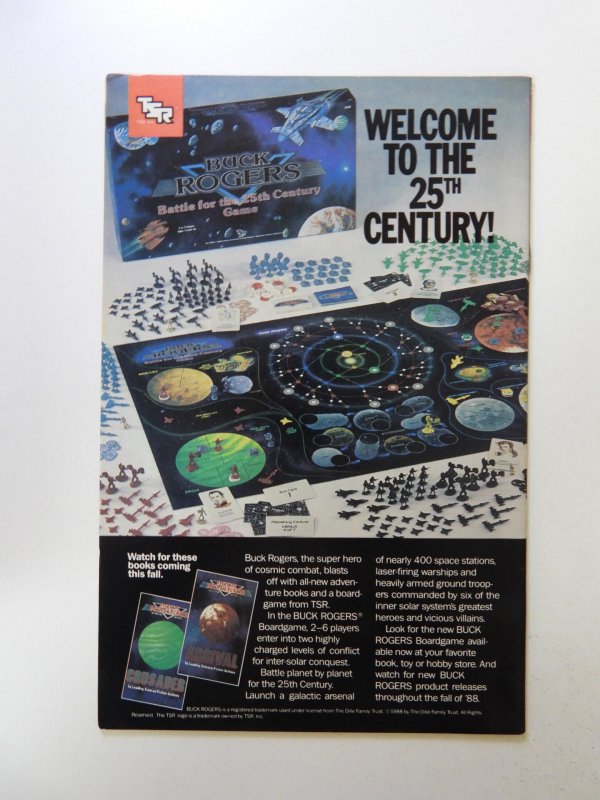 TSR
WELCOME
TO THE
25TH
CENTURY!
BUCK
ROGERS
Battle for the 25th Century
Game
BUCK
ROGERS
Watch for these
books coming
this fall.
BUCK
ROGERS
ARRIVAL
CRUSADER
Buck Rogers, the super hero
of cosmic combat, blasts
off with all-new adven-
ture books and a board-
game from TSR.
In the BUCK ROGERS®
Boardgame, 2–6 players
enter into two highly
charged levels of conflict
for inter-solar conquest.
Battle planet by planet
for the 25th Century.
Launch a galactic arsenal
of nearly 400 space stations,
laser-firing warships and
heavily armed ground troop-
ers commanded by six of the
inner solar system's greatest
heroes and vicious villains.
Look for the new BUCK
ROGERS Boardgame avail-
able now at your favorite
book, toy or hobby store. And
watch for new BUCK
ROGERS product releases
throughout the fall of '88.
BUCK ROGERS is a registered trademark used under license from The Dille Family Trust. ©1988 by The Dille Family Trust. All Rights
Reserved. The TSR logo is a trademark owned by TSR, Inc.